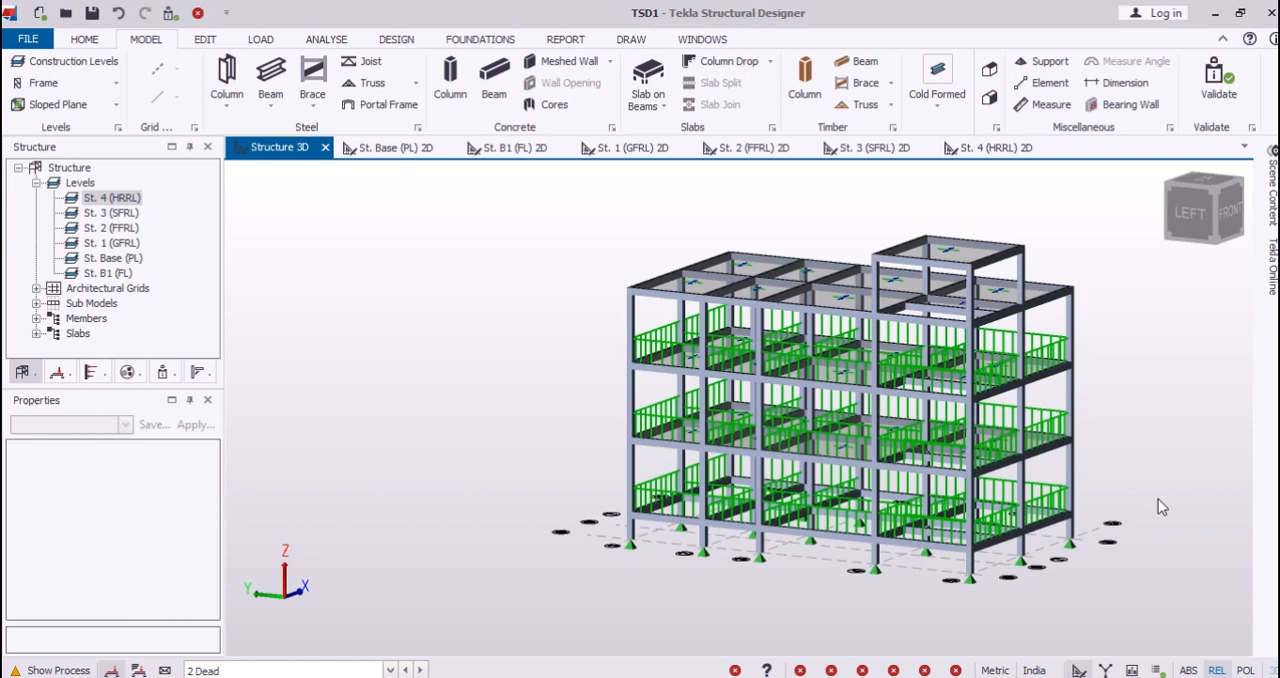 TSD1 - Tekla Structural Designer
Log in
FILE HOME MODEL EDIT LOAD ANALYSE DESIGN FOUNDATIONS REPORT DRAW WINDOWS
Construction Levels
Frame
Sloped Plane
Levels
Grid ...
Column
Beam
Brace
Joist
Truss
Portal Frame
Steel
Column
Beam
Meshed Wall
Wall Opening
Cores
Concrete
Slab on
Beams
Column Drop
Slab Split
Slab Join
Slabs
Column
Beam
Brace
Truss
Timber
Cold Formed
Support
Element
Measure
Measure Angle
Dimension
Bearing Wall
Miscellaneous
Validate
Validate
Structure
Structure 3D
St. Base (PL) 2D
St. B1 (FL) 2D
St. 1 (GFRL) 2D
St. 2 (FFRL) 2D
St. 3 (SFRL) 2D
St. 4 (HRRL) 2D
Structure
Levels
St. 4 (HRRL)
St. 3 (SFRL)
St. 2 (FFRL)
St. 1 (GFRL)
St. Base (PL)
St. B1 (FL)
Architectural Grids
Sub Models
Members
Slabs
Properties
Save... Apply...
LEFT
FRONT
Scene Content
Tekla Online
Z
Y
X
Show Process
2 Dead
Metric
India
ABS REL POL